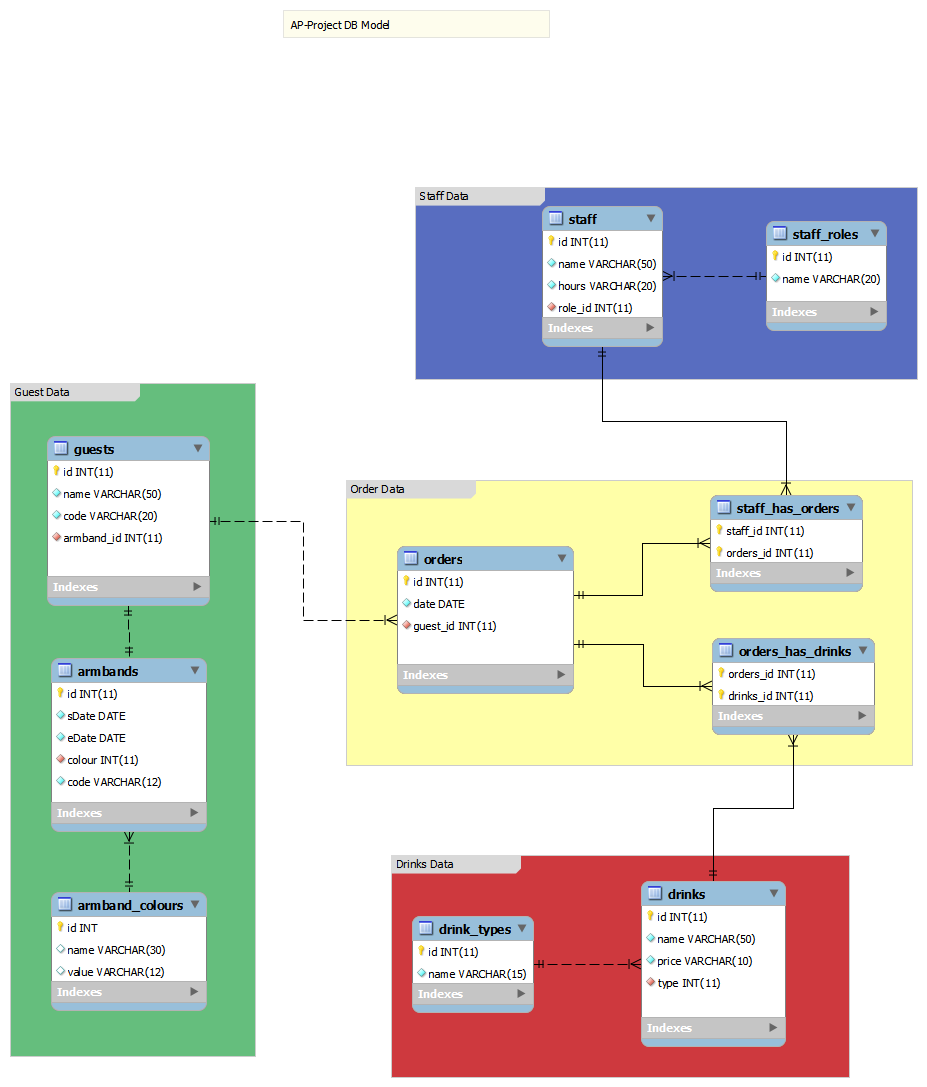 AP-Project DB Model
Staff Data
staff
id INT(11)
name VARCHAR(50)
hours VARCHAR(20)
role_id INT(11)
Indexes
staff_roles
id INT(11)
name VARCHAR(20)
Indexes
Guest Data
guests
id INT(11)
name VARCHAR(50)
code VARCHAR(20)
armband_id INT(11)
Indexes
armbands
id INT(11)
sDate DATE
eDate DATE
colour INT(11)
code VARCHAR(12)
Indexes
armband_colours
id INT
name VARCHAR(30)
value VARCHAR(12)
Indexes
Order Data
orders
id INT(11)
date DATE
guest_id INT(11)
Indexes
staff_has_orders
staff_id INT(11)
orders_id INT(11)
Indexes
orders_has_drinks
orders_id INT(11)
drinks_id INT(11)
Indexes
Drinks Data
drink_types
id INT(11)
name VARCHAR(15)
Indexes
drinks
id INT(11)
name VARCHAR(50)
price VARCHAR(10)
type INT(11)
Indexes